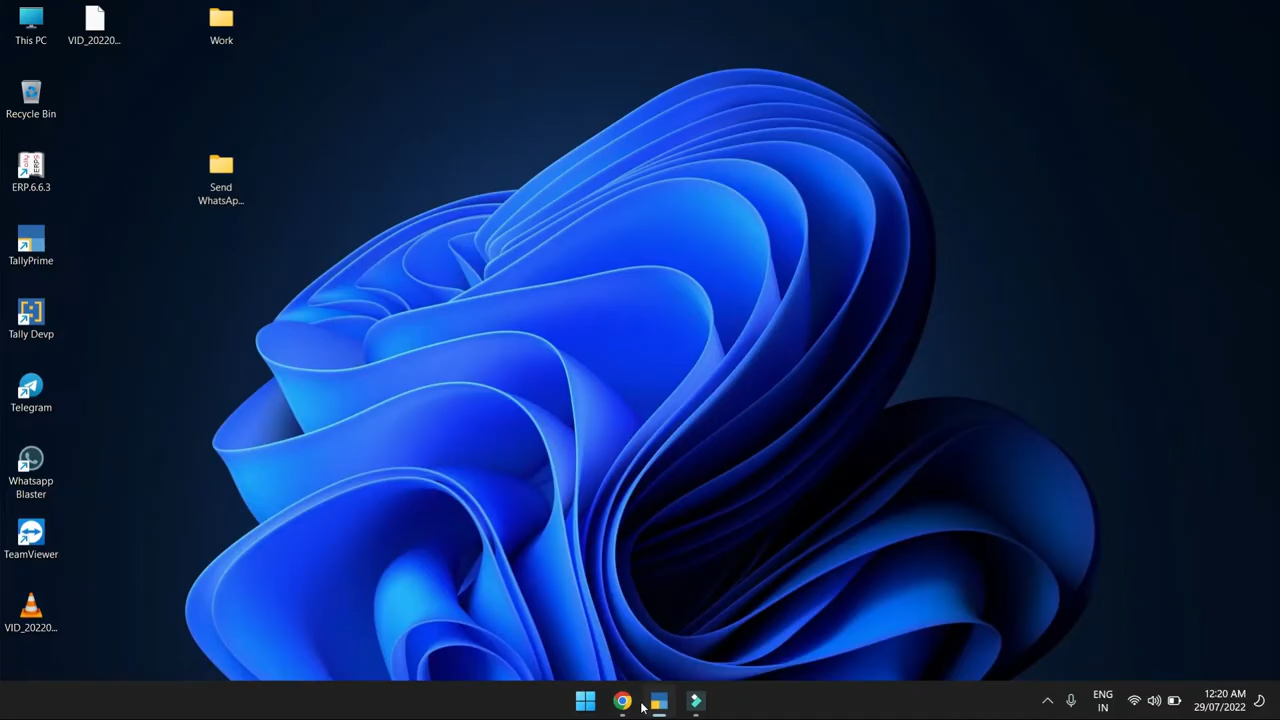 This PC
VID_20220...
Work
Recycle Bin
ERP.6.6.3
Send
WhatsAp...
TallyPrime
Tally Devp
Telegram
Whatsapp
Blaster
TeamViewer
VID_20220...
ENG
IN
12:20 AM
29/07/2022